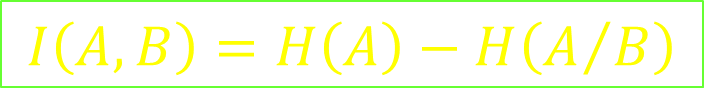 I(A,B) = H(A) − H(A/B)